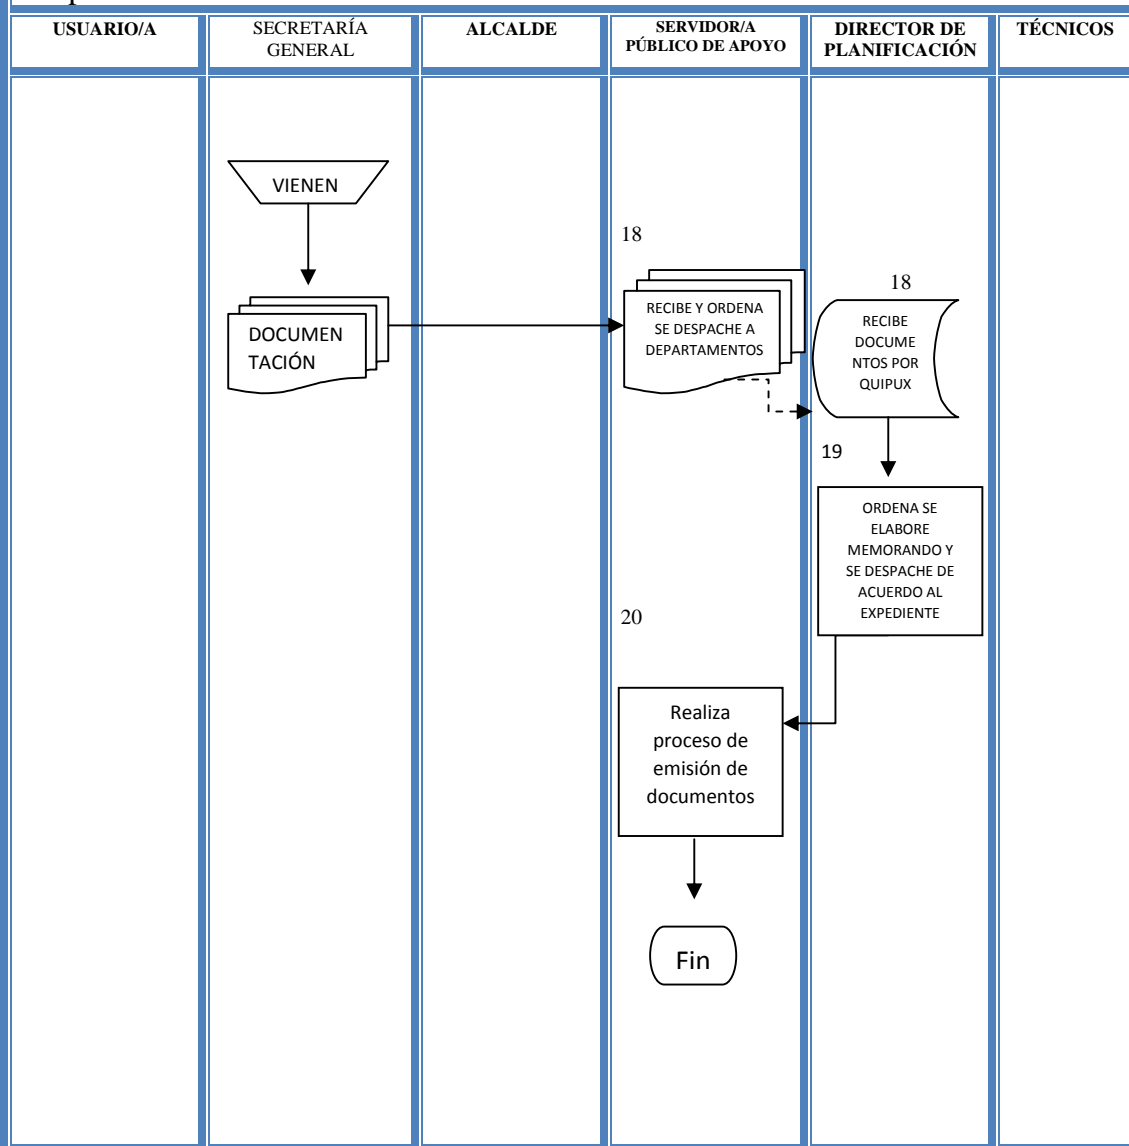 USUARIO/A
SECRETARÍA
GENERAL
ALCALDE
SERVIDOR/A
PÚBLICO DE APOYO
DIRECTOR DE
PLANIFICACIÓN
TÉCNICOS
VIENEN
DOCUMEN
TACIÓN
18
RECIBE Y ORDENA
SE DESPACHE A
DEPARTAMENTOS
18
RECIBE
DOCUME
NTOS POR
QUIPUX
19
ORDENA SE
ELABORE
MEMORANDO Y
SE DESPACHE DE
ACUERDO AL
EXPEDIENTE
20
Realiza
proceso de
emisión de
documentos
Fin